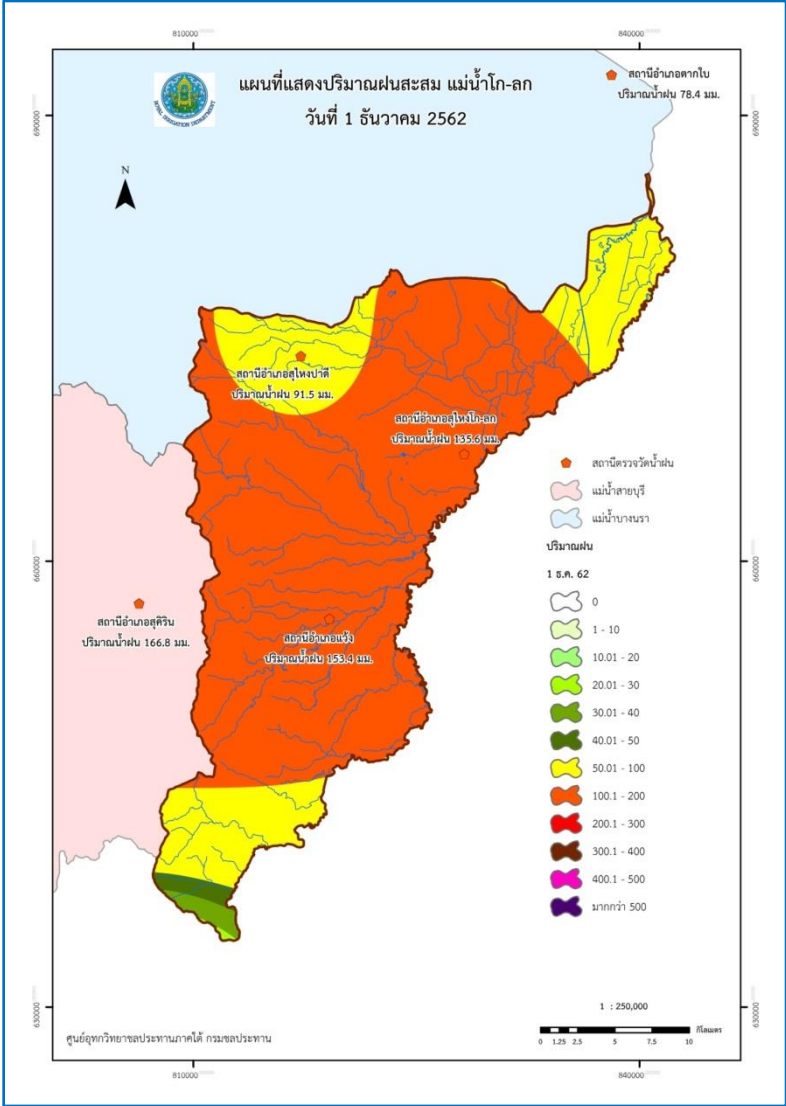 810000
840000
สถานีอำเภอตากใบ
ปริมาณน้ำฝน 78.4 มม.
แผนที่แสดงปริมาณฝนสะสม แม่น้ำโก-ลก
วันที่ 1 ธันวาคม 2562
ROYAL IRRIGATION DEPARTMENT
690000
690000
N
สถานีอำเภอสุไหงปาดี
ปริมาณน้ำฝน 91.5 มม.
สถานีอำเภอสุไหงโก-ลก
ปริมาณน้ำฝน 135.6 มม.
สถานีตรวจวัดน้ำฝน
แม่น้ำสายบุรี
แม่น้ำบางนรา
ปริมาณฝน
660000
660000
1 ธ.ค. 62
0
1 - 10
10.01 - 20
20.01 - 30
30.01 - 40
40.01 - 50
50.01 - 100
100.1 - 200
200.1 - 300
300.1 - 400
400.1 - 500
มากกว่า 500
สถานีอำเภอสุคิริน
ปริมาณน้ำฝน 166.8 มม.
สถานีอำเภอแว้ง
ปริมาณน้ำฝน 153.4 มม.
630000
630000
1 : 250,000
กิโลเมตร
0 1.25 2.5 5 7.5 10
ศูนย์อุทกวิทยาชลประทานภาคใต้ กรมชลประทาน
810000
840000